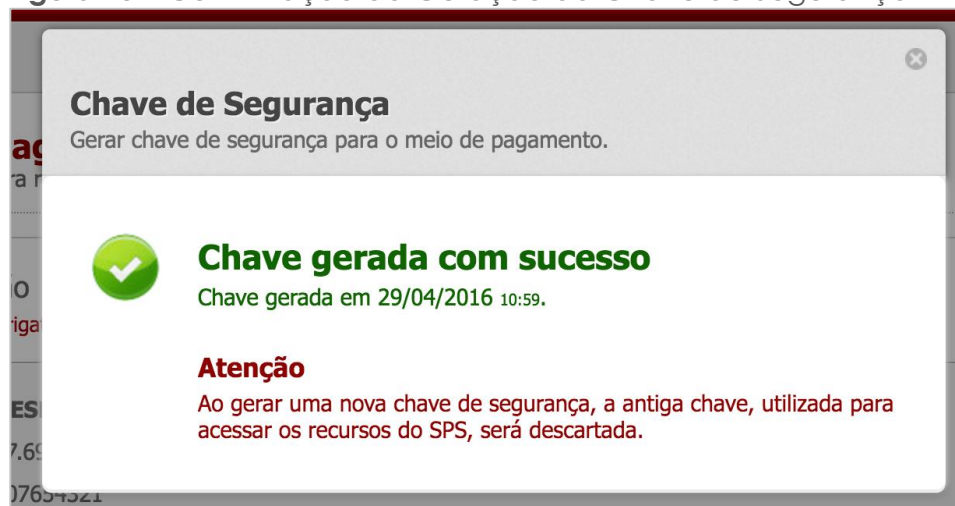 Chave de Segurança
Gerar chave de segurança para o meio de pagamento.
Chave gerada com sucesso
Chave gerada em 29/04/2016 10:59.
Atenção
Ao gerar uma nova chave de segurança, a antiga chave, utilizada para
acessar os recursos do SPS, será descartada.